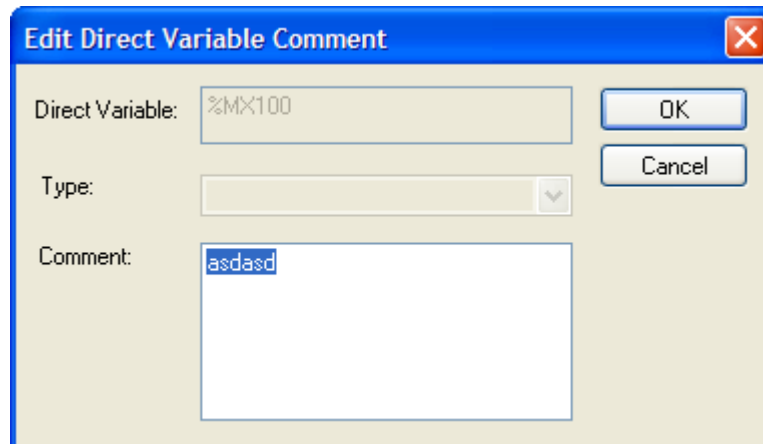 Edit Direct Variable Comment
Direct Variable: %MX100
OK
Cancel
Type:
Comment: asdasd